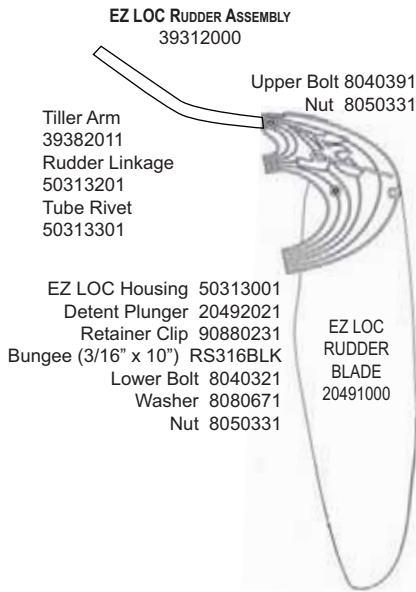 EZ LOC RUDDER ASSEMBLY
39312000
Upper Bolt 8040391
Nut 8050331
Tiller Arm
39382011
Rudder Linkage
50313201
Tube Rivet
50313301
EZ LOC Housing 50313001
Detent Plunger 20492021
Retainer Clip 90880231
Bungee (3/16” x 10”) RS316BLK
Lower Bolt 8040321
Washer 8080671
Nut 8050331
EZ LOC
RUDDER
BLADE
20491000